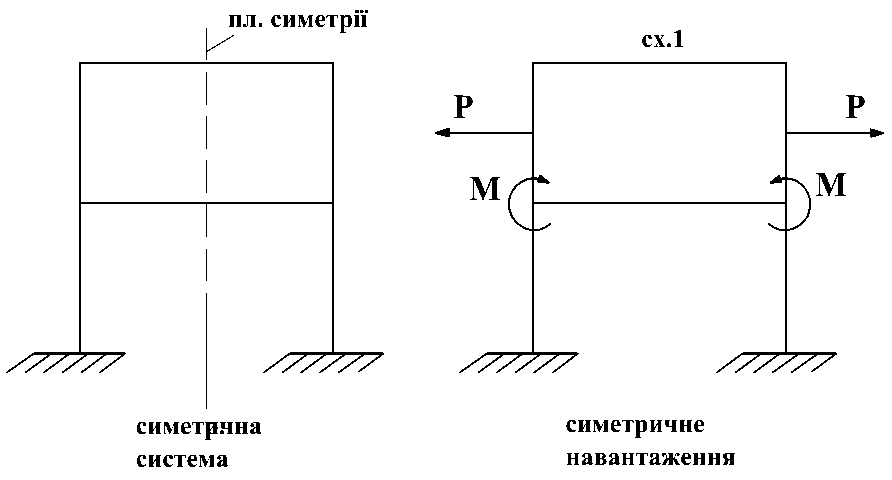 пл. симетрії
сх.1
P
P
M
M
симетрична
система
симетричне
навантаження